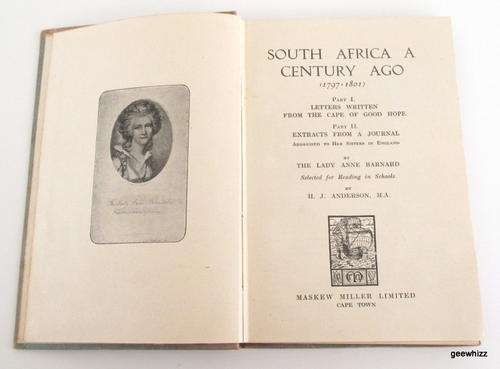 SOUTH AFRICA A
CENTURY AGO
(1797-1801)
PART I.
LETTERS WRITTEN
FROM THE CAPE OF GOOD HOPE
PART II.
EXTRACTS FROM A JOURNAL
ADDRESSED TO HER SISTERS IN ENGLAND
BY
THE LADY ANNE BARNARD
Selected for Reading in Schools
BY
H. J. ANDERSON, M.A.
MASKEW MILLER LIMITED
CAPE TOWN
geewhizz